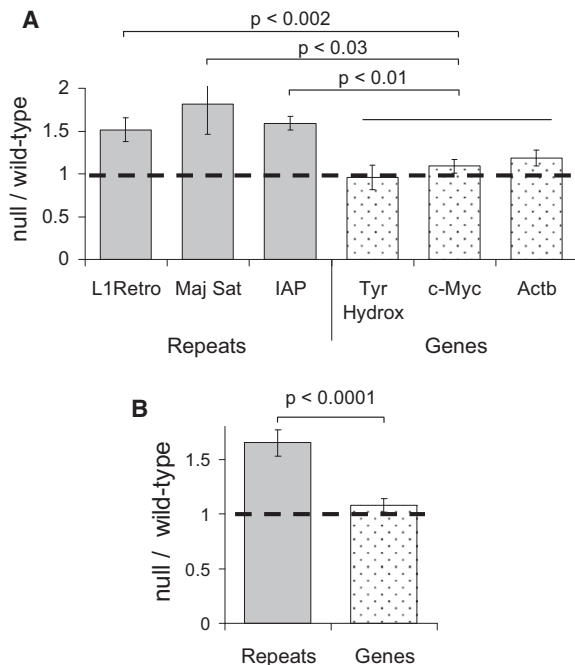 A
p < 0.002
p < 0.03
p < 0.01
null / wild-type
2
1.5
1
0.5
0
L1Retro Maj Sat IAP Tyr Hydrox c-Myc Actb
Repeats Genes
B
p < 0.0001
null / wild-type
1.5
1
0.5
0
Repeats Genes